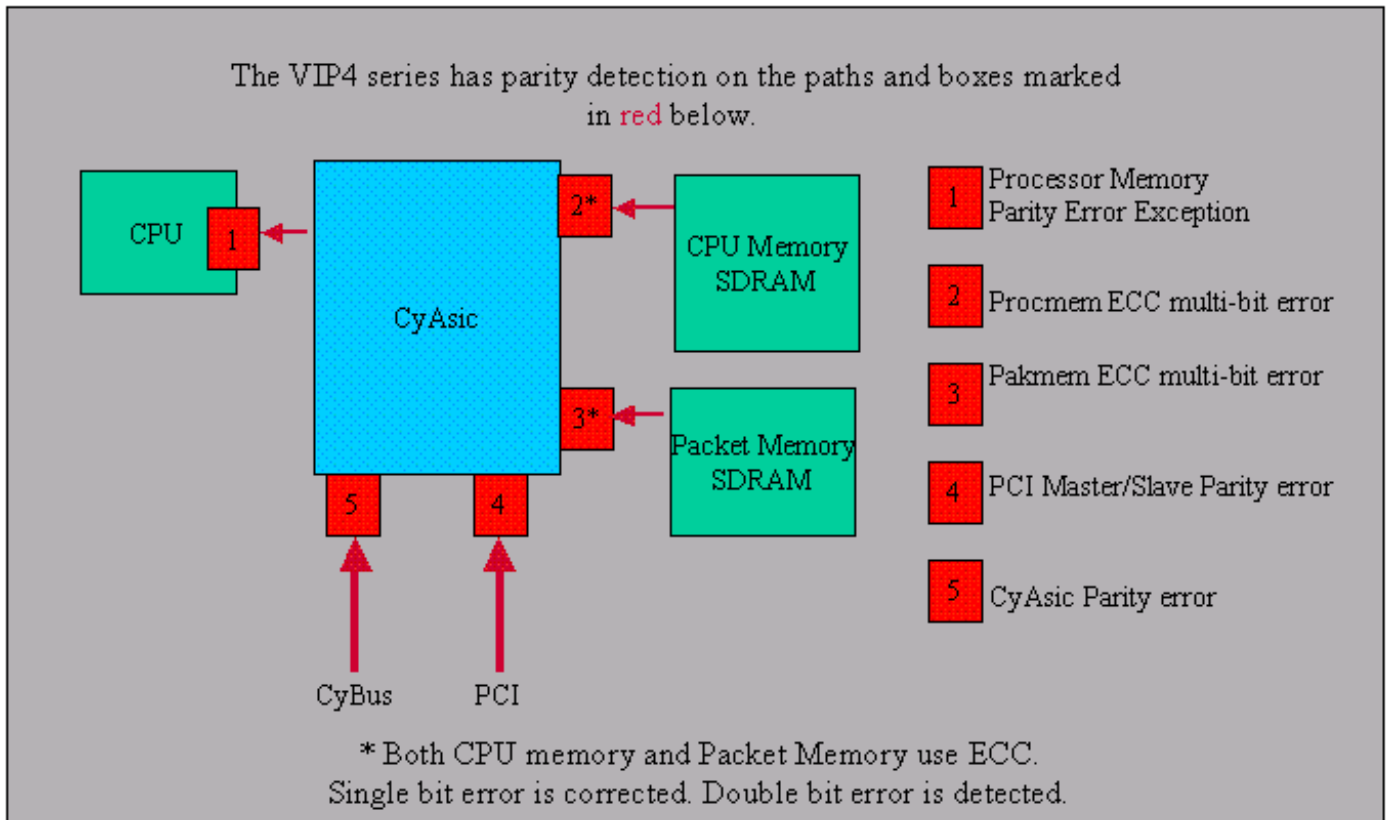 The VIP4 series has parity detection on the paths and boxes marked
in red below.
CPU
1
CyAsic
2*
CPU Memory
SDRAM
3*
Packet Memory
SDRAM
5
4
CyBus
PCI
1
Processor Memory
Parity Error Exception
2
Procmem ECC multi-bit error
3
Pakmem ECC multi-bit error
4
PCI Master/Slave Parity error
5
CyAsic Parity error
* Both CPU memory and Packet Memory use ECC.
Single bit error is corrected. Double bit error is detected.